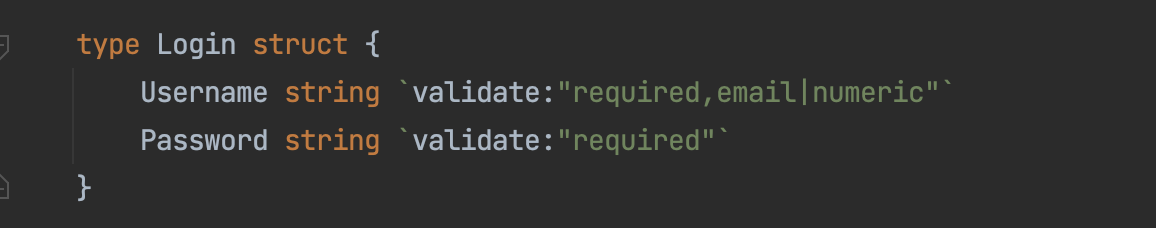 type Login struct {
    Username string `validate:"required,email|numeric"`
    Password string `validate:"required"`
}